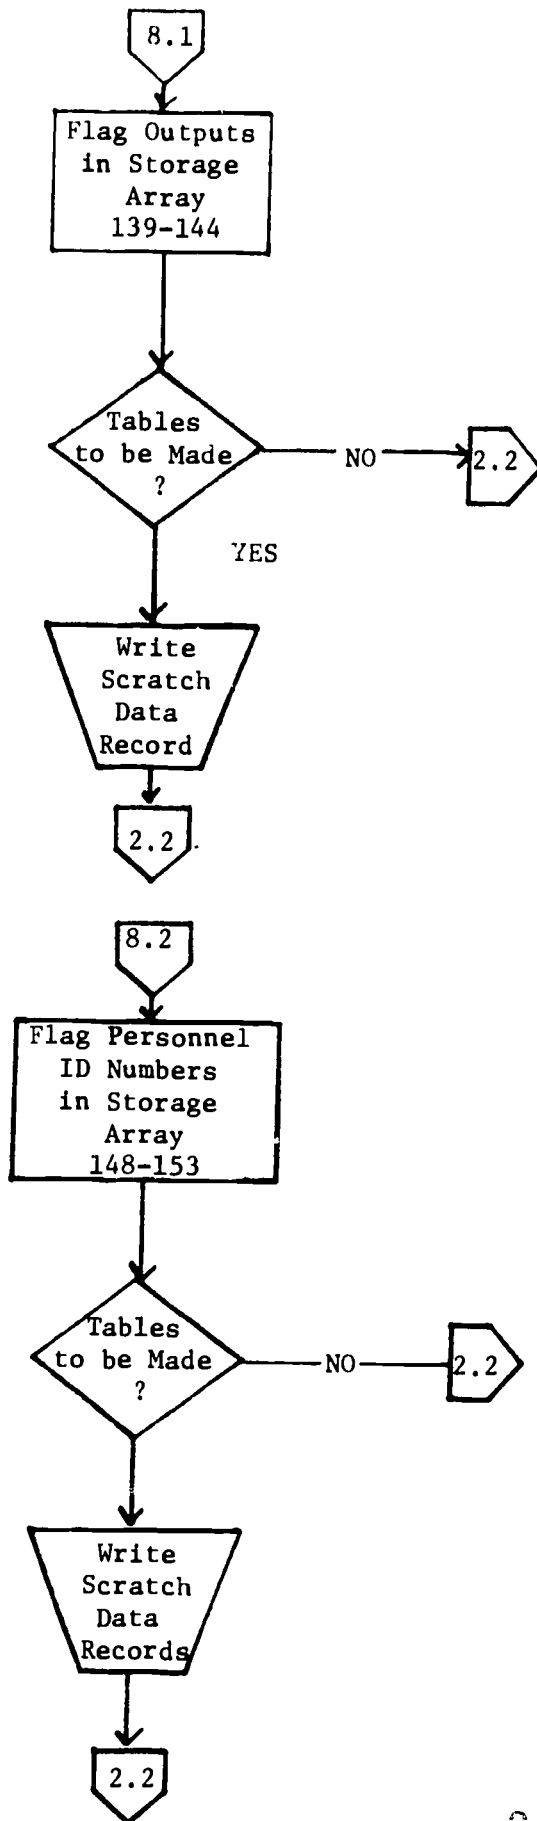 8.1
Flag Outputs
in Storage
Array
139-144
Tables
to be Made
?
NO
2.2
YES
Write
Scratch
Data
Record
2.2
8.2
Flag Personnel
ID Numbers
in Storage
Array
148-153
Tables
to be Made
?
NO
2.2
Write
Scratch
Data
Records
2.2